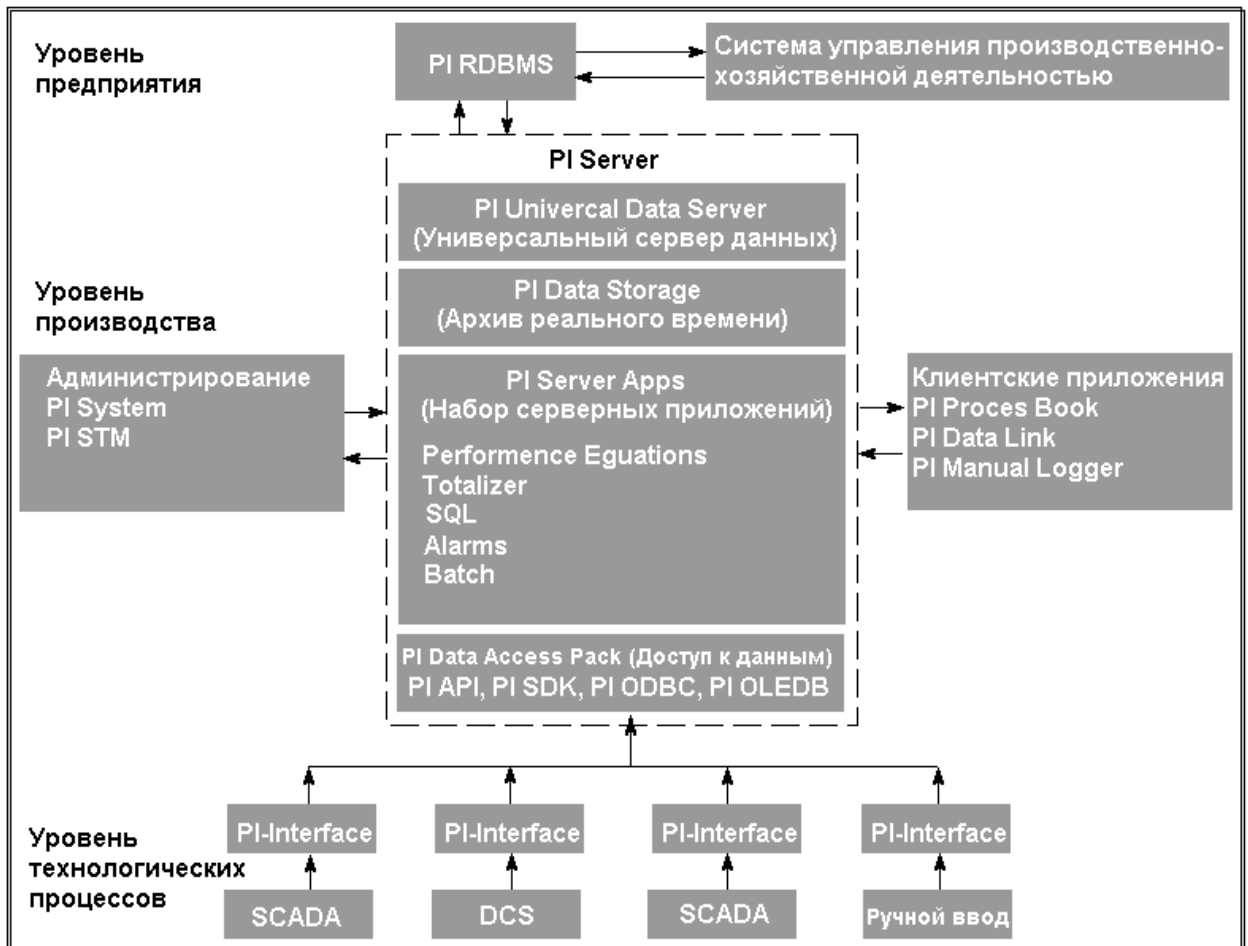 Уровень
предприятия
PI RDBMS
Система управления производственно-
хозяйственной деятельностью
PI Server
PI Univercal Data Server
(Универсальный сервер данных)
PI Data Storage
(Архив реального времени)
Уровень
производства
Администрирование
PI System
PI STM
PI Server Apps
(Набор серверных приложений)
Performence Eguations
Totalizer
SQL
Alarms
Batch
Клиентские приложения
PI Proces Book
PI Data Link
PI Manual Logger
PI Data Access Pack (Доступ к данным)
PI API, PI SDK, PI ODBC, PI OLEDB
Уровень
технологических
процессов
PI-Interface
PI-Interface
PI-Interface
PI-Interface
SCADA
DCS
SCADA
Ручной ввод